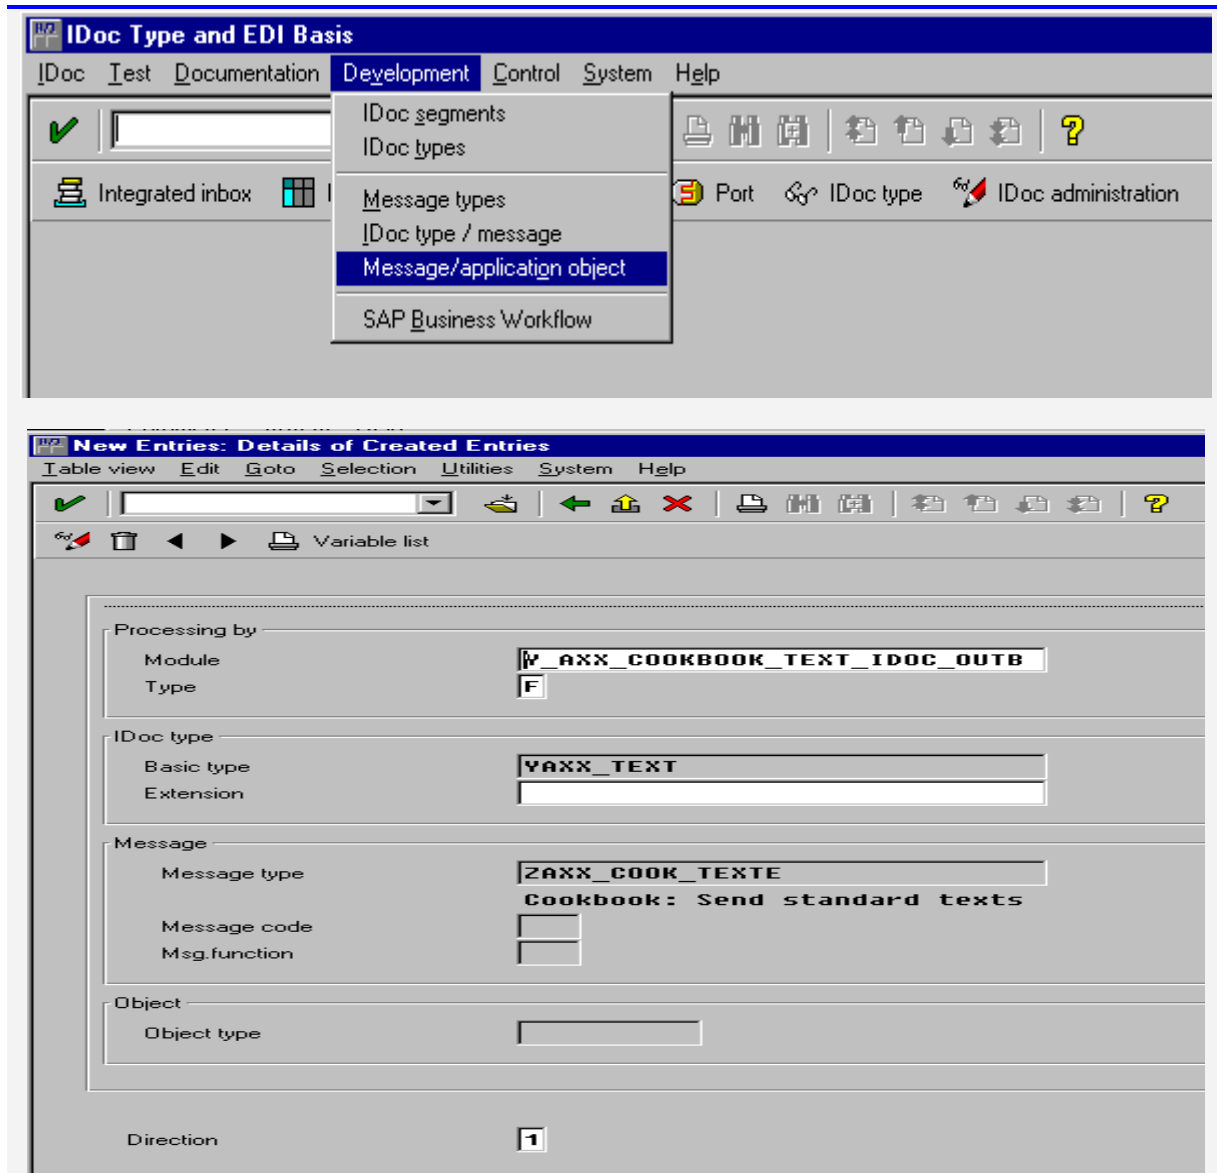 IDoc Type and EDI Basis
IDoc Test Documentation Development Control System Help
IDoc segments
IDoc types
Integrated inbox
Message types
Port IDoc type IDoc administration
IDoc type / message
Message/application object
SAP Business Workflow
New Entries: Details of Created Entries
Table view Edit Goto Selection Utilities System Help
Variable list
Processing by
Module Y_AXX_COOKBOOK_TEXT_IDOC_OUTB
Type F
IDoc type
Basic type YAXX_TEXT
Extension
Message
Message type ZAXX_COOK_TEXTE
Cookbook: Send standard texts
Message code
Msg.function
Object
Object type
Direction 1